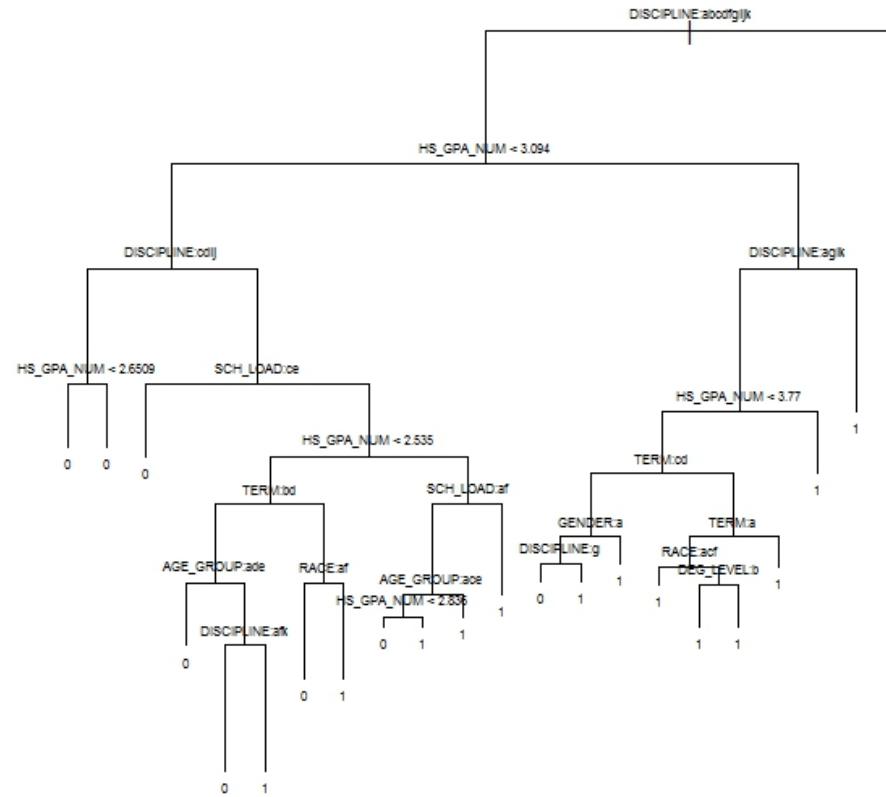 DISCIPLINE:abcdfgijk
HS_GPA_NUM < 3.094
DISCIPLINE:cdij
DISCIPLINE:agik
HS_GPA_NUM < 2.6509
SCH_LOAD:ce
HS_GPA_NUM < 3.77
1
HS_GPA_NUM < 2.535
0
0
0
TERM:cd
TERM:bd
SCH_LOAD:af
1
GENDER:a
TERM:a
DISCIPLINE:g
RACE:acf
AGE_GROUP:ade
RACE:af
AGE_GROUP:ace
DEG_LEVEL:b
1
1
HS_GPA_NUM < 2.836
0
1
1
1
DISCIPLINE:afk
1
0
1
1
1
0
0
1
0
1